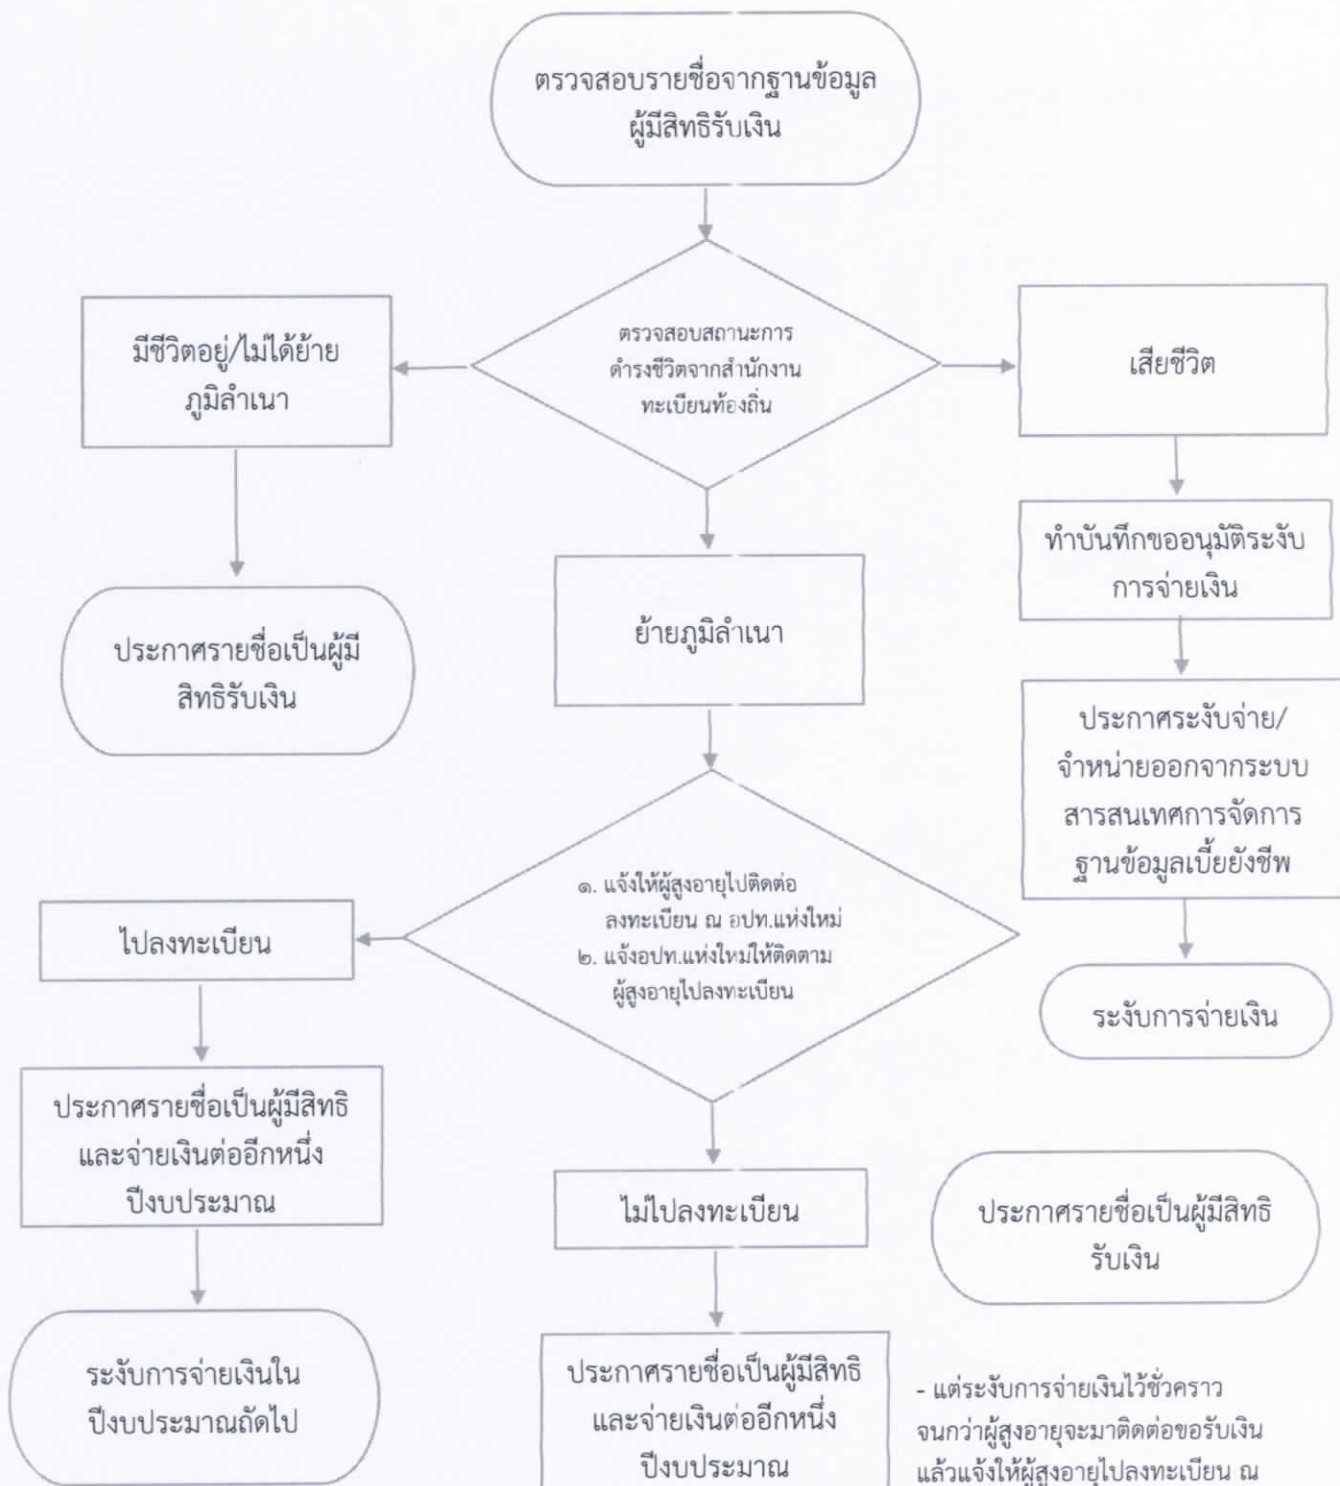 ตรวจสอบรายชื่อจากฐานข้อมูล
ผู้มีสิทธิรับเงิน
ตรวจสอบสถานะการ
ดำรงชีวิตจากสำนักงาน
ทะเบียนท้องถิ่น
มีชีวิตอยู่/ไม่ได้ย้าย
ภูมิลำเนา
ประกาศรายชื่อเป็นผู้มี
สิทธิรับเงิน
เสียชีวิต
ทำบันทึกขออนุมัติระงับ
การจ่ายเงิน
ประกาศระงับจ่าย/
จำหน่ายออกจากระบบ
สารสนเทศการจัดการ
ฐานข้อมูลเบี้ยยังชีพ
ระงับการจ่ายเงิน
ย้ายภูมิลำเนา
๑. แจ้งให้ผู้สูงอายุไปติดต่อ
ลงทะเบียน ณ อปท.แห่งใหม่
๒. แจ้งอปท.แห่งใหม่ให้ติดตาม
ผู้สูงอายุไปลงทะเบียน
ไปลงทะเบียน
ประกาศรายชื่อเป็นผู้มีสิทธิ
และจ่ายเงินต่ออีกหนึ่ง
ปีงบประมาณ
ระงับการจ่ายเงินใน
ปีงบประมาณถัดไป
ไม่ไปลงทะเบียน
ประกาศรายชื่อเป็นผู้มีสิทธิ
และจ่ายเงินต่ออีกหนึ่ง
ปีงบประมาณ
ประกาศรายชื่อเป็นผู้มีสิทธิ
รับเงิน
- แต่ระงับการจ่ายเงินไว้ชั่วคราว
จนกว่าผู้สูงอายุจะมาติดต่อขอรับเงิน
แล้วแจ้งให้ผู้สูงอายุไปลงทะเบียน ณ